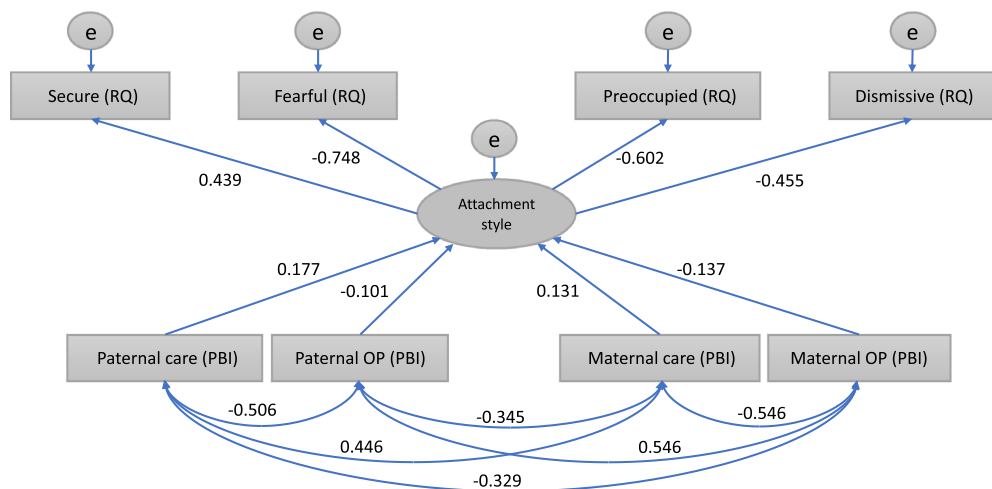 e e e e
Secure (RQ) Fearful (RQ) Preoccupied (RQ) Dismissive (RQ)
e
-0.748 -0.602
0.439 -0.455
Attachment
style
0.177 -0.137
-0.101 0.131
Paternal care (PBI) Paternal OP (PBI) Maternal care (PBI) Maternal OP (PBI)
-0.506 -0.345 -0.546
0.446 0.546
-0.329